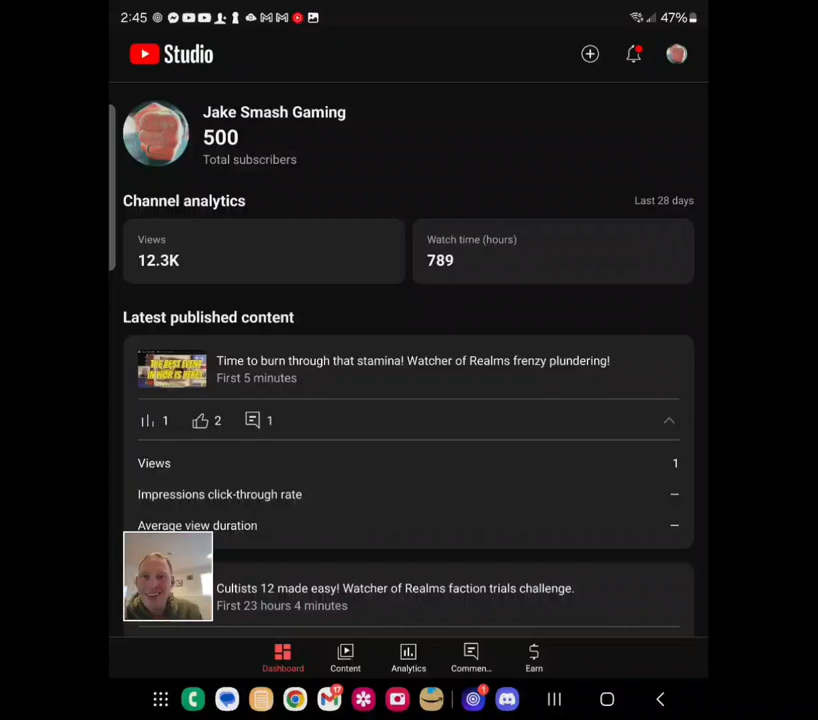 2:45
47%
Studio
Jake Smash Gaming
500
Total subscribers
Channel analytics
Last 28 days
Views
12.3K
Watch time (hours)
789
Latest published content
Time to burn through that stamina! Watcher of Realms frenzy plundering!
First 5 minutes
1 2 1
Views 1
Impressions click-through rate –
Average view duration –
Cultists 12 made easy! Watcher of Realms faction trials challenge.
First 23 hours 4 minutes
Dashboard
Content
Analytics
Commen...
Earn
17
1